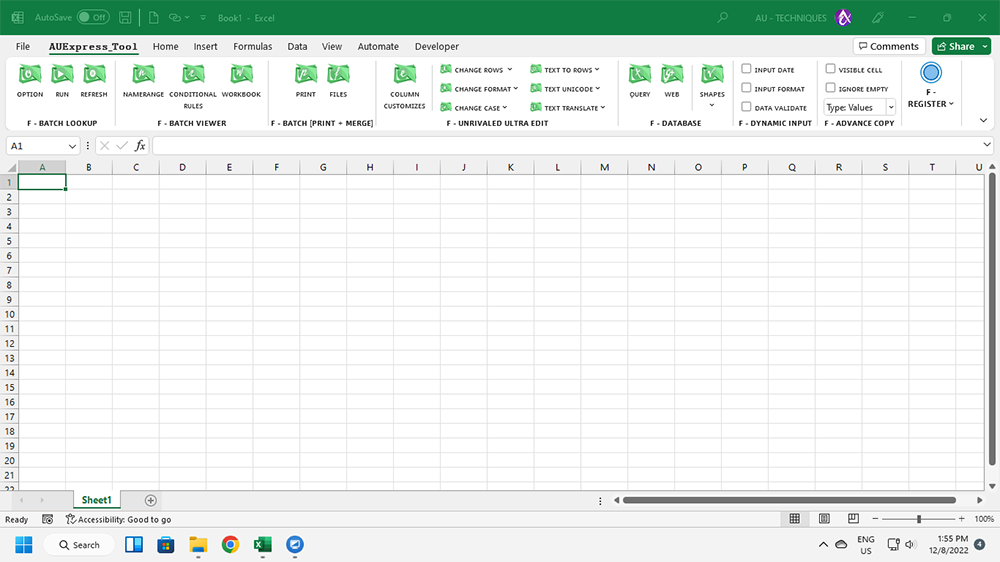 AutoSave Off Book1 - Excel AU - TECHNIQUES
File AUExpress_Tool Home Insert Formulas Data View Automate Developer Comments Share
OPTION RUN REFRESH
F - BATCH LOOKUP
NAMERANGE CONDITIONAL RULES WORKBOOK
F - BATCH VIEWER
PRINT FILES
F - BATCH [PRINT + MERGE]
COLUMN CUSTOMIZES
CHANGE ROWS TEXT TO ROWS
CHANGE FORMAT TEXT UNICODE
CHANGE CASE TEXT TRANSLATE
F - UNRIVALED ULTRA EDIT
QUERY WEB SHAPES
F - DATABASE
INPUT DATE
INPUT FORMAT
DATA VALIDATE
F - DYNAMIC INPUT
VISIBLE CELL
IGNORE EMPTY
Type: Values
F - ADVANCE COPY
F -
REGISTER
A1 fx
A B C D E F G H I J K L M N O P Q R S T U
1
2
3
4
5
6
7
8
9
10
11
12
13
14
15
16
17
18
19
20
21
22
Sheet1
Ready Accessibility: Good to go 100%
Search
ENG
US
1:55 PM
12/8/2022
4